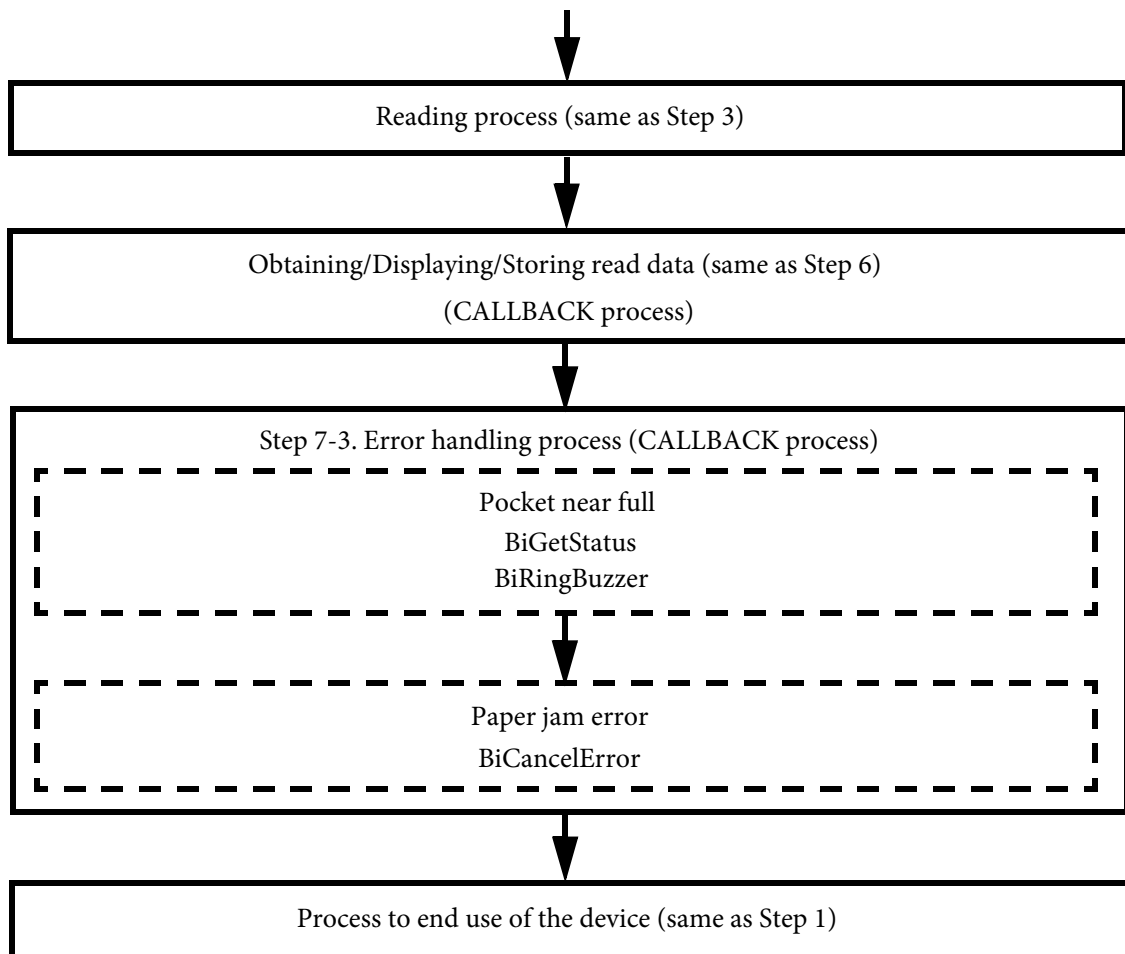 Reading process (same as Step 3)
Obtaining/Displaying/Storing read data (same as Step 6)
(CALLBACK process)
Step 7-3. Error handling process (CALLBACK process)
Pocket near full
BiGetStatus
BiRingBuzzer
Paper jam error
BiCancelError
Process to end use of the device (same as Step 1)